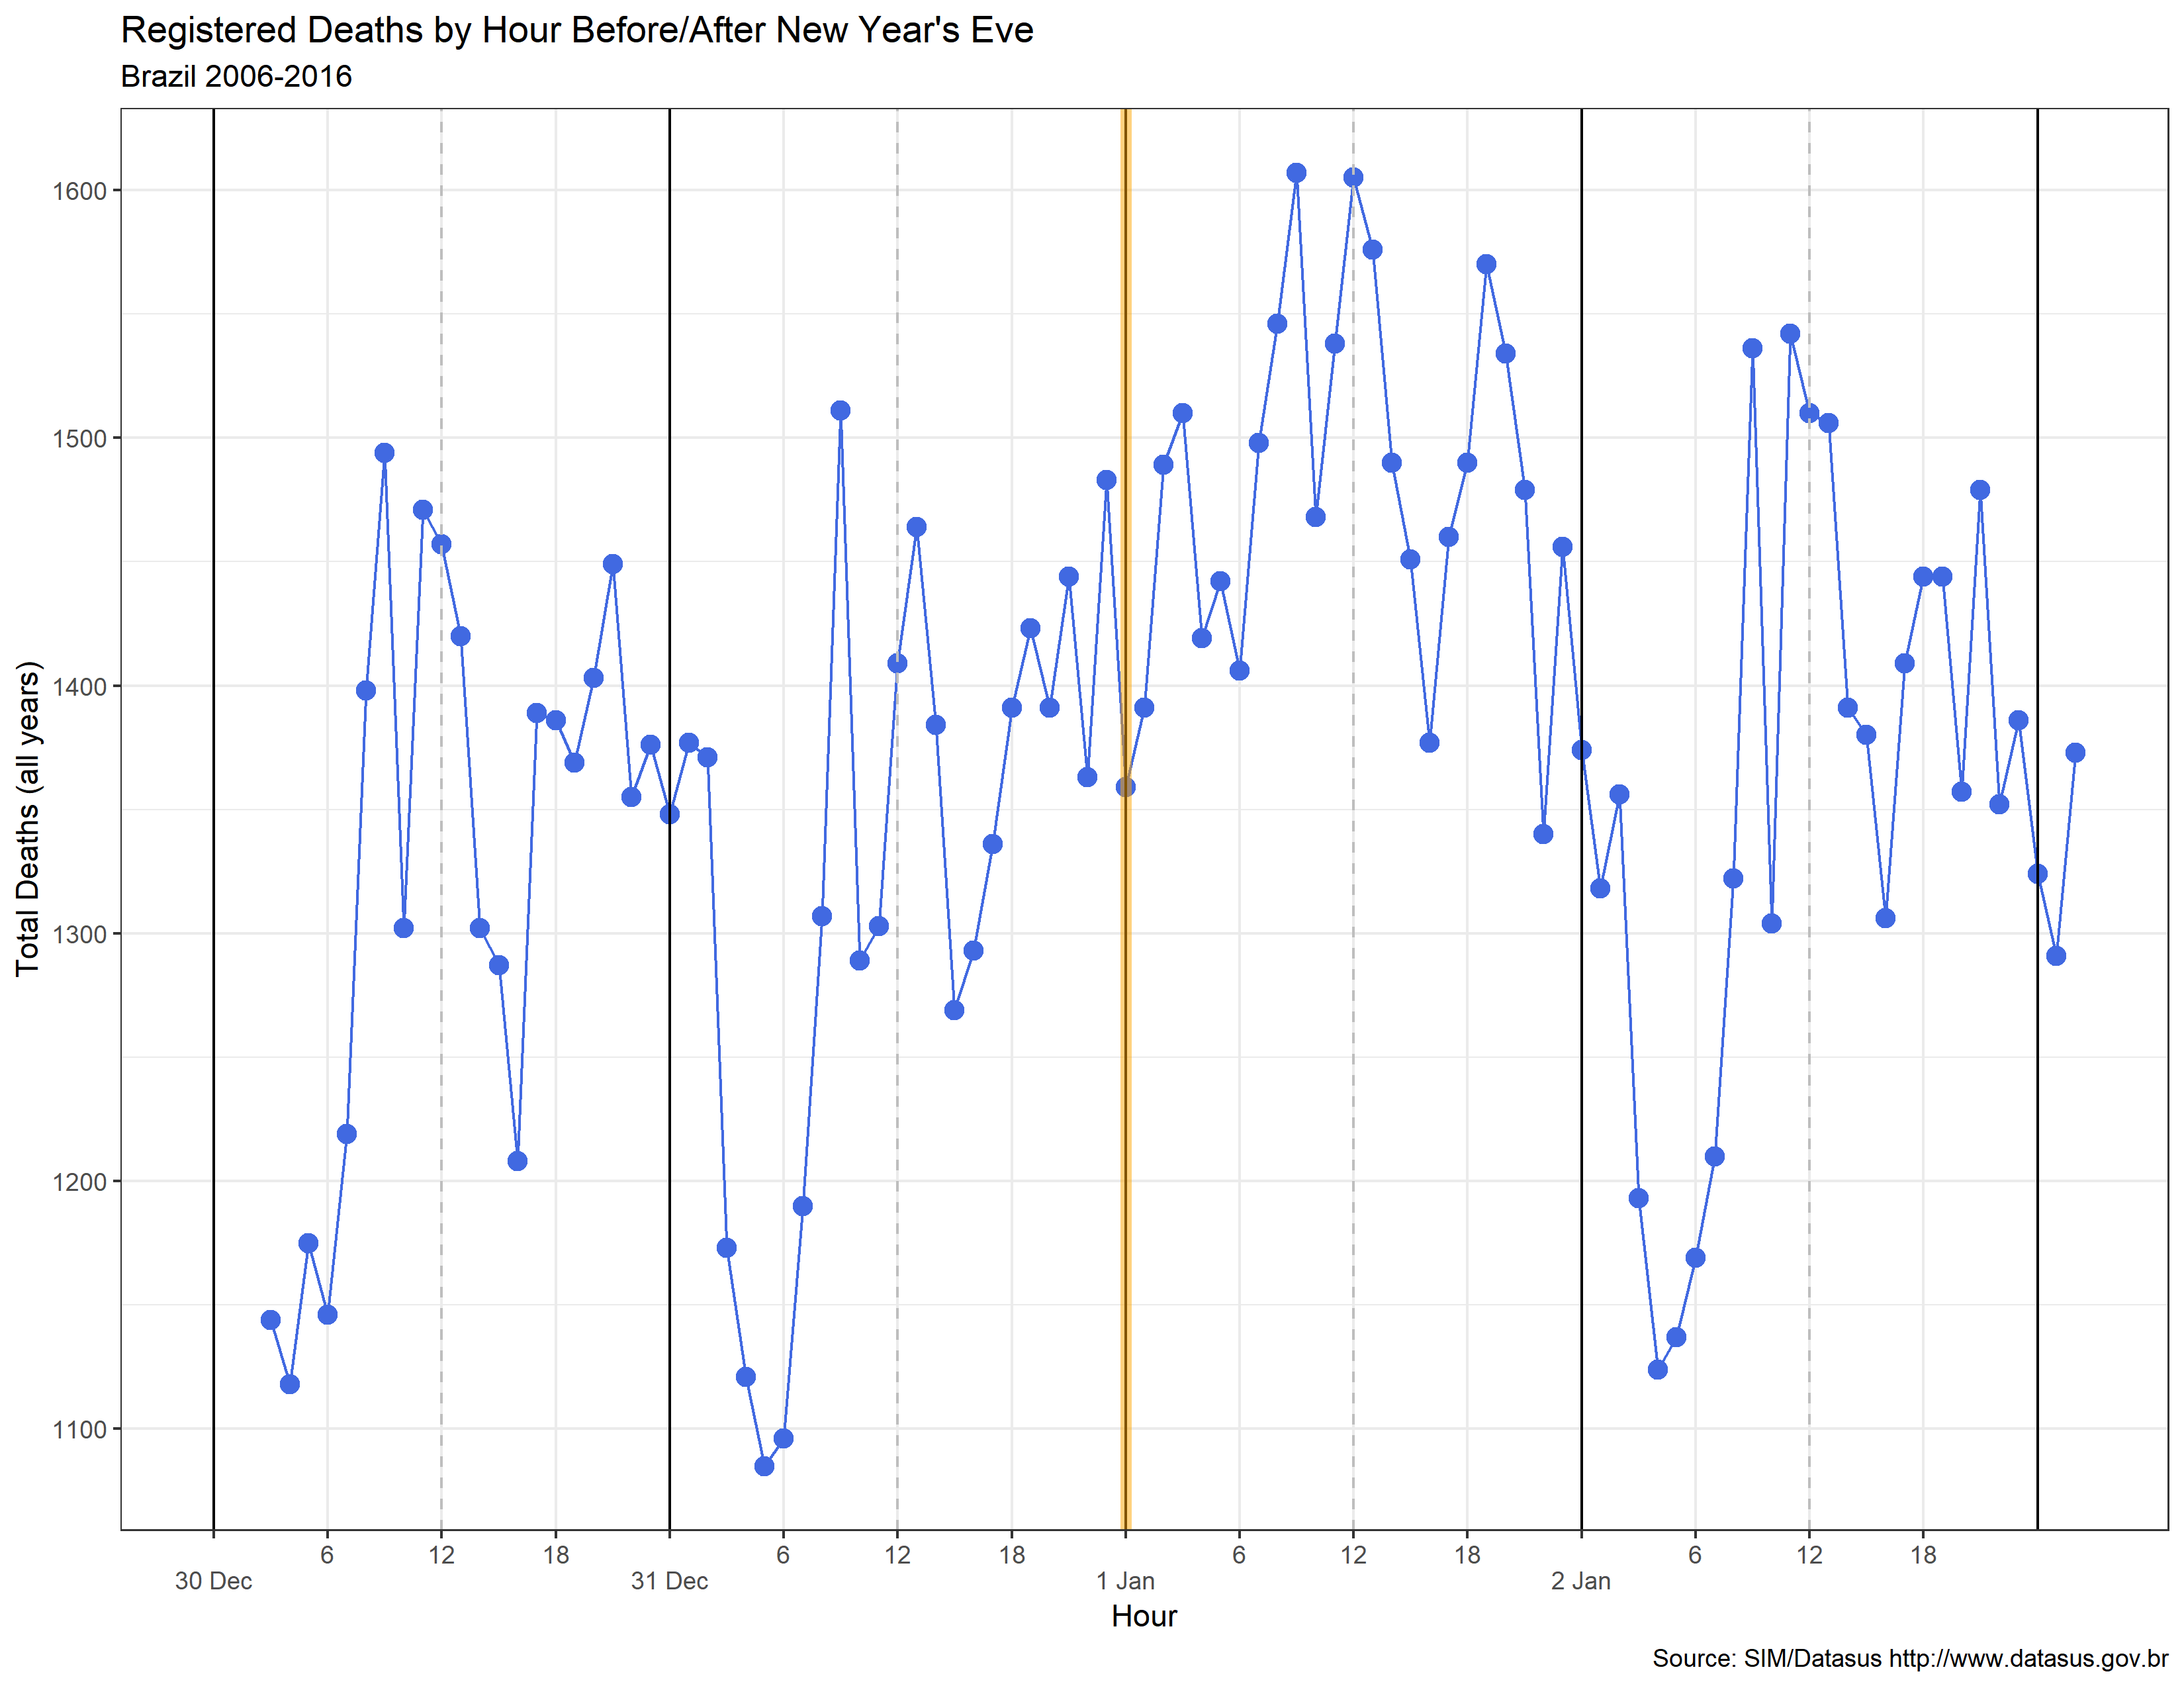 Registered Deaths by Hour Before/After New Year's Eve
Brazil 2006-2016
Total Deaths (all years)
1600
1500
1400
1300
1200
1100
6 12 18 6 12 18 6 12 18 6 12 18
30 Dec 31 Dec 1 Jan 2 Jan
Hour
Source: SIM/Datasus http://www.datasus.gov.br